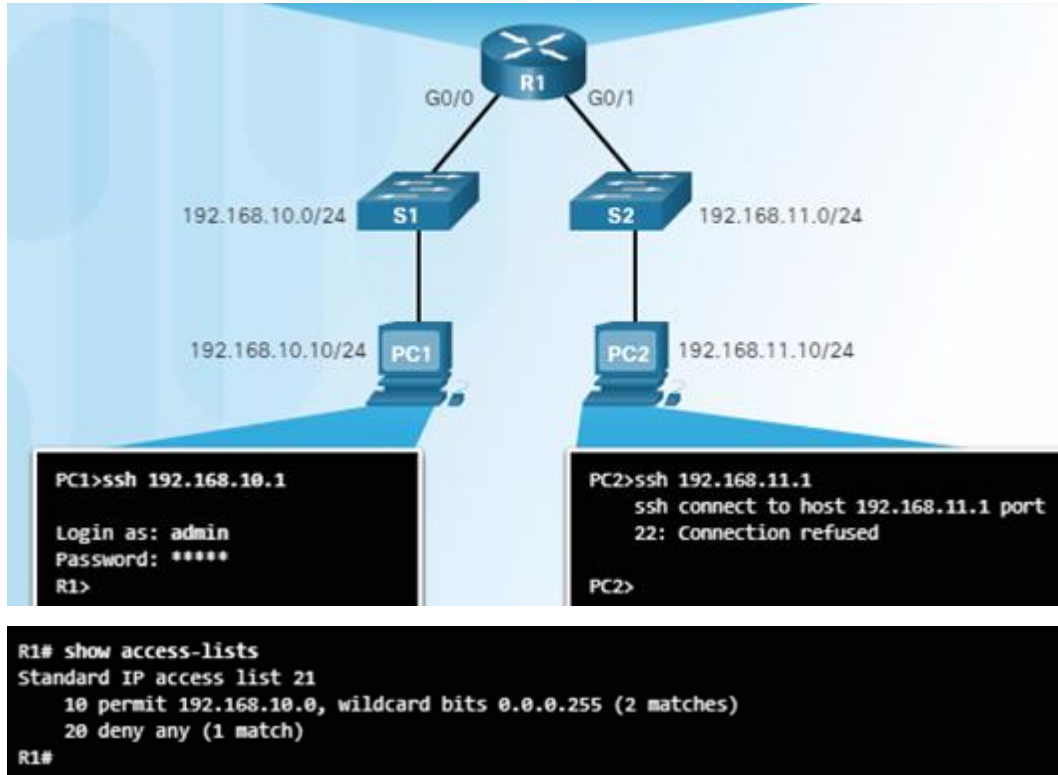 R1
G0/0
G0/1
192.168.10.0/24
S1
S2
192.168.11.0/24
192.168.10.10/24
PC1
PC2
192.168.11.10/24
PC1>ssh 192.168.10.1
Login as: admin
Password: *****
R1>
PC2>ssh 192.168.11.1
ssh connect to host 192.168.11.1 port
22: Connection refused
PC2>
R1# show access-lists
Standard IP access list 21
10 permit 192.168.10.0, wildcard bits 0.0.0.255 (2 matches)
20 deny any (1 match)
R1#